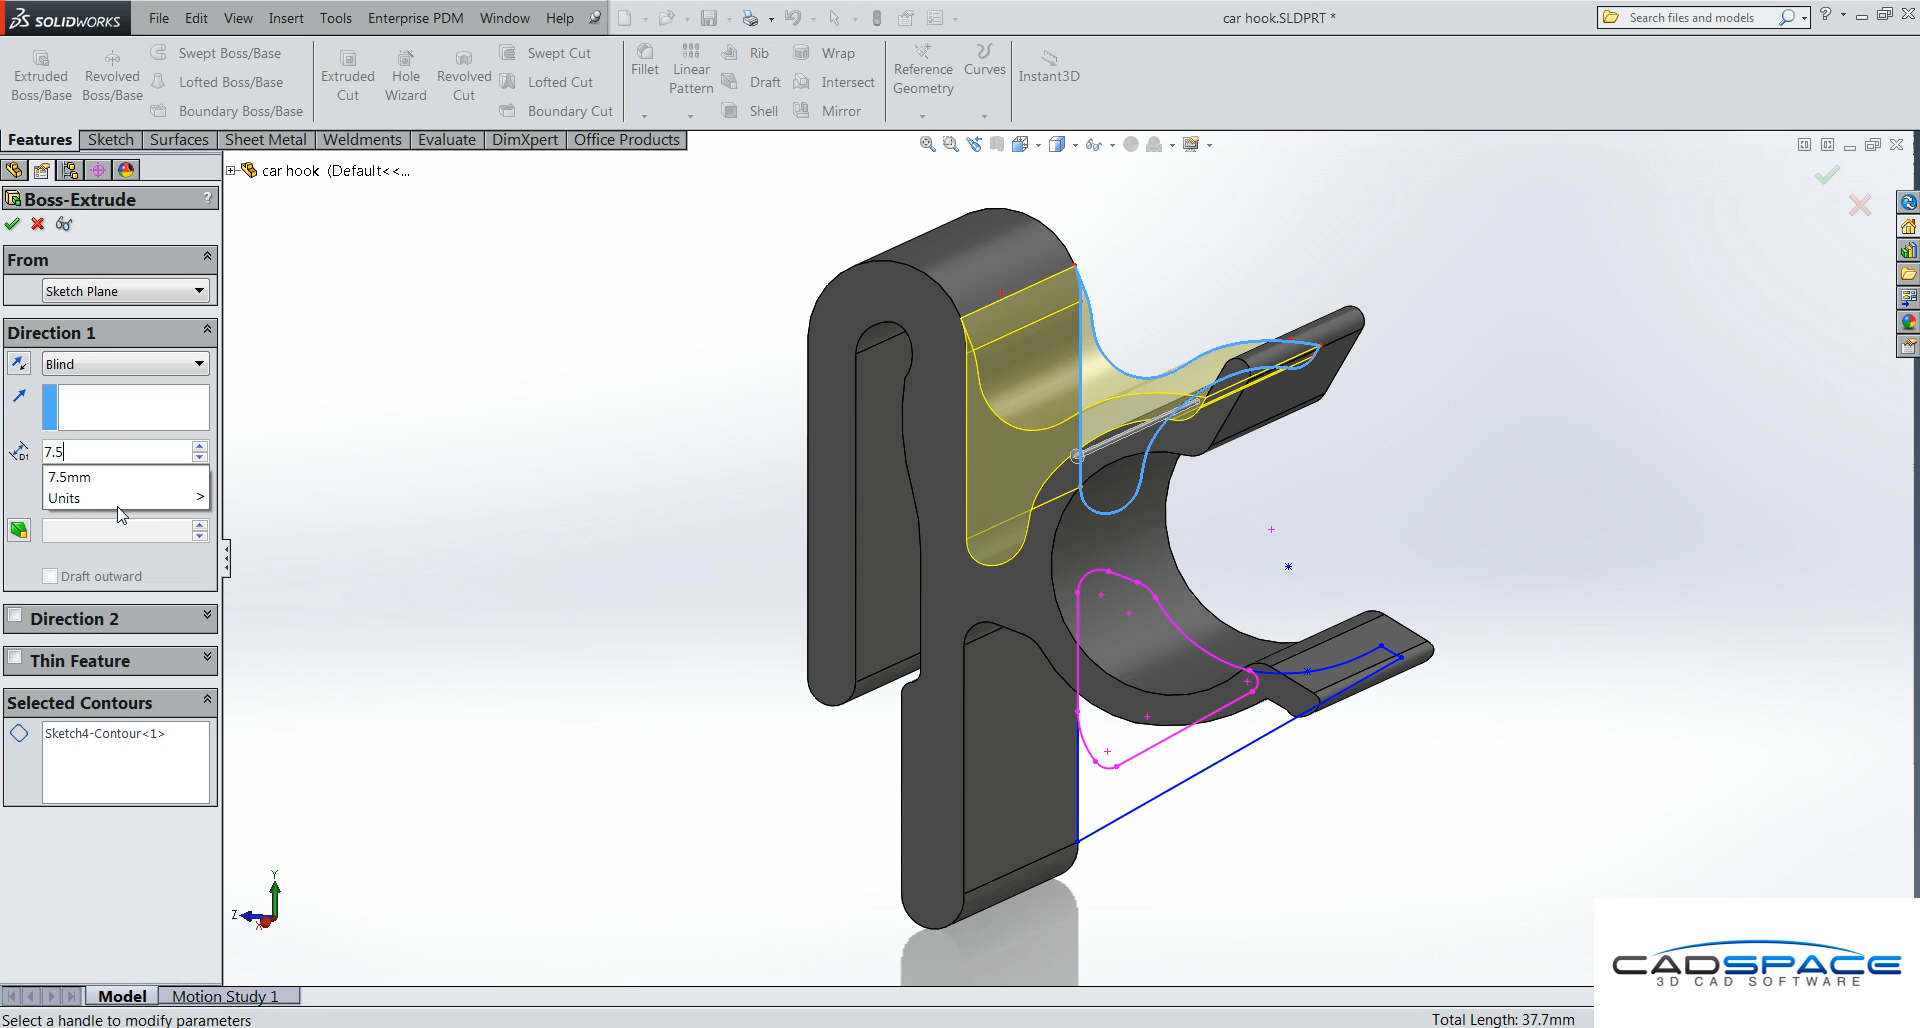 SOLIDWORKS
File Edit View Insert Tools Enterprise PDM Window Help
car hook.SLDPRT *
Search files and models
Extruded Boss/Base
Revolved Boss/Base
Swept Boss/Base
Lofted Boss/Base
Boundary Boss/Base
Extruded Cut
Hole Wizard
Revolved Cut
Swept Cut
Lofted Cut
Boundary Cut
Fillet
Linear Pattern
Rib
Draft
Shell
Wrap
Intersect
Mirror
Reference Geometry
Curves
Instant3D
Features Sketch Surfaces Sheet Metal Weldments Evaluate DimXpert Office Products
car hook (Default<<...
Boss-Extrude
?
From
Sketch Plane
Direction 1
Blind
D1
7.5
7.5mm
Units >
Draft outward
Direction 2
Thin Feature
Selected Contours
Sketch4-Contour<1>
Y
Z
X
CADSPACE
3D CAD SOFTWARE
Model Motion Study 1
Select a handle to modify parameters
Total Length: 37.7mm